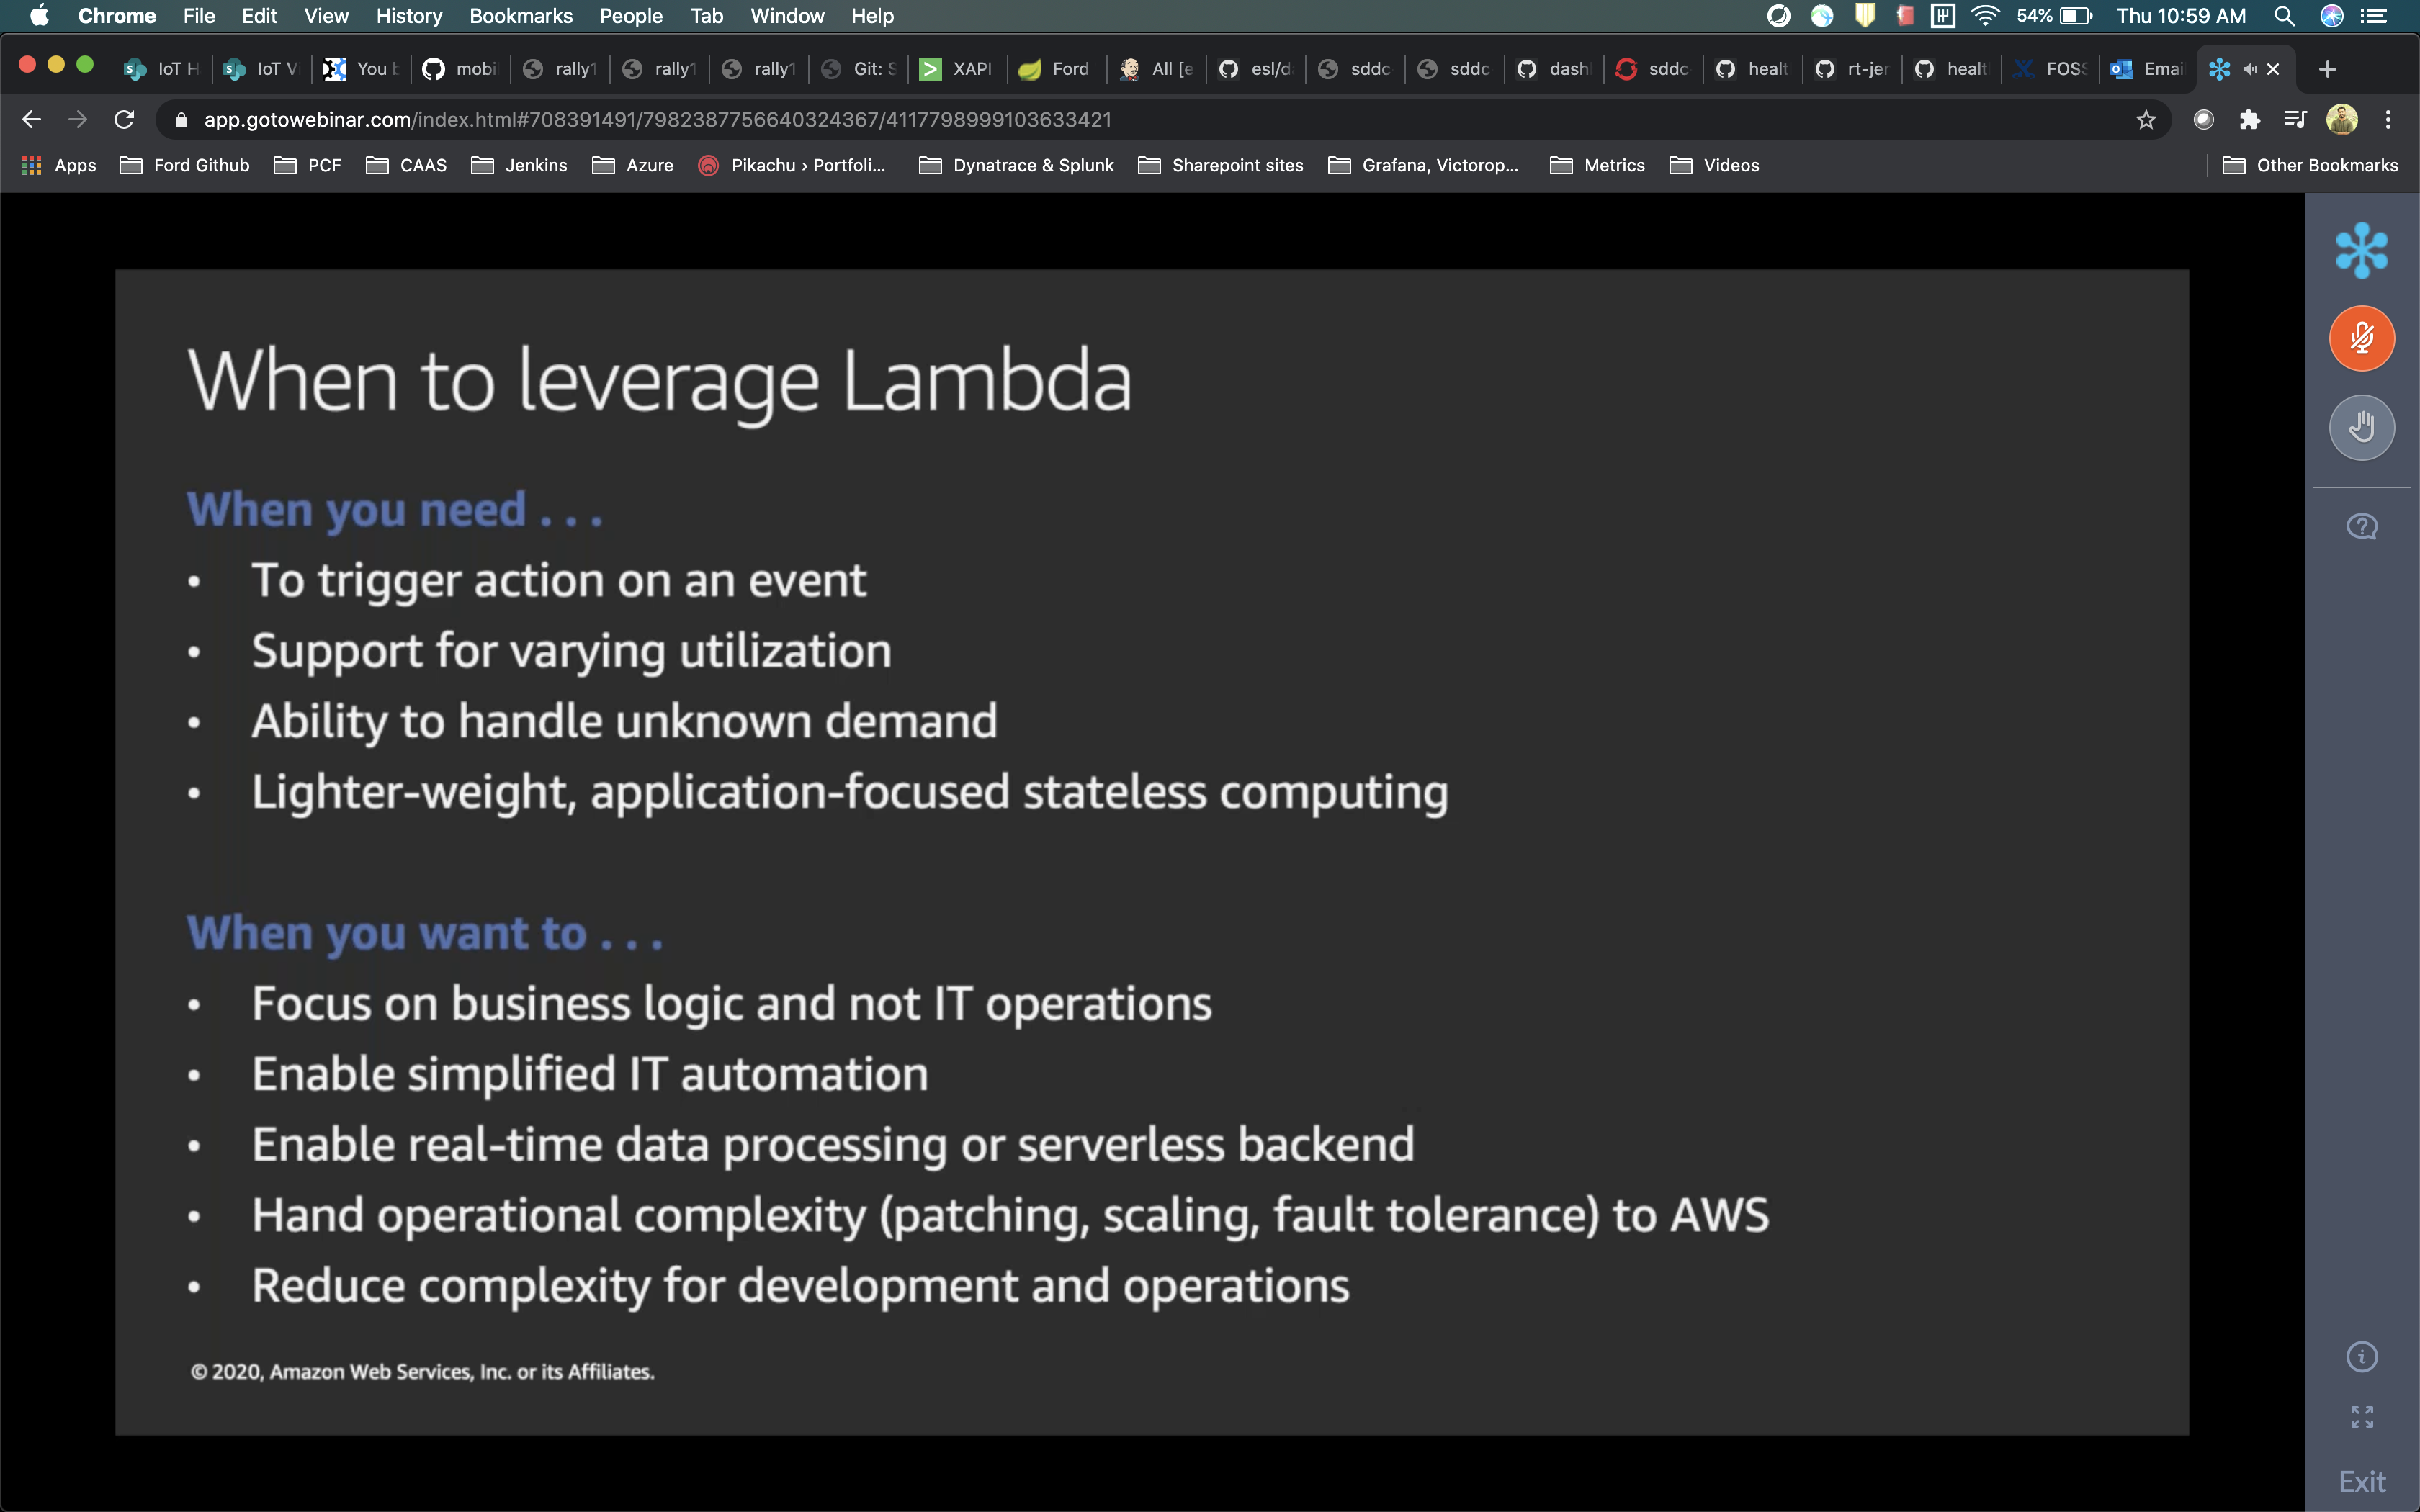 Chrome File Edit View History Bookmarks People Tab Window Help 54% Thu 10:59 AM
IoT H IoT V You b mobi rally1 rally1 rally1 Git: S XAPI Ford All [e esl/d sddc sddc dash sddc healt rt-jer healt FOSS Emai
app.gotowebinar.com/index.html#708391491/7982387756640324367/4117798999103633421
Apps Ford Github PCF CAAS Jenkins Azure Pikachu › Portfoli... Dynatrace & Splunk Sharepoint sites Grafana, Victorop... Metrics Videos Other Bookmarks
When to leverage Lambda
When you need . . .
• To trigger action on an event
• Support for varying utilization
• Ability to handle unknown demand
• Lighter-weight, application-focused stateless computing
When you want to . . .
• Focus on business logic and not IT operations
• Enable simplified IT automation
• Enable real-time data processing or serverless backend
• Hand operational complexity (patching, scaling, fault tolerance) to AWS
• Reduce complexity for development and operations
© 2020, Amazon Web Services, Inc. or its Affiliates.
Exit